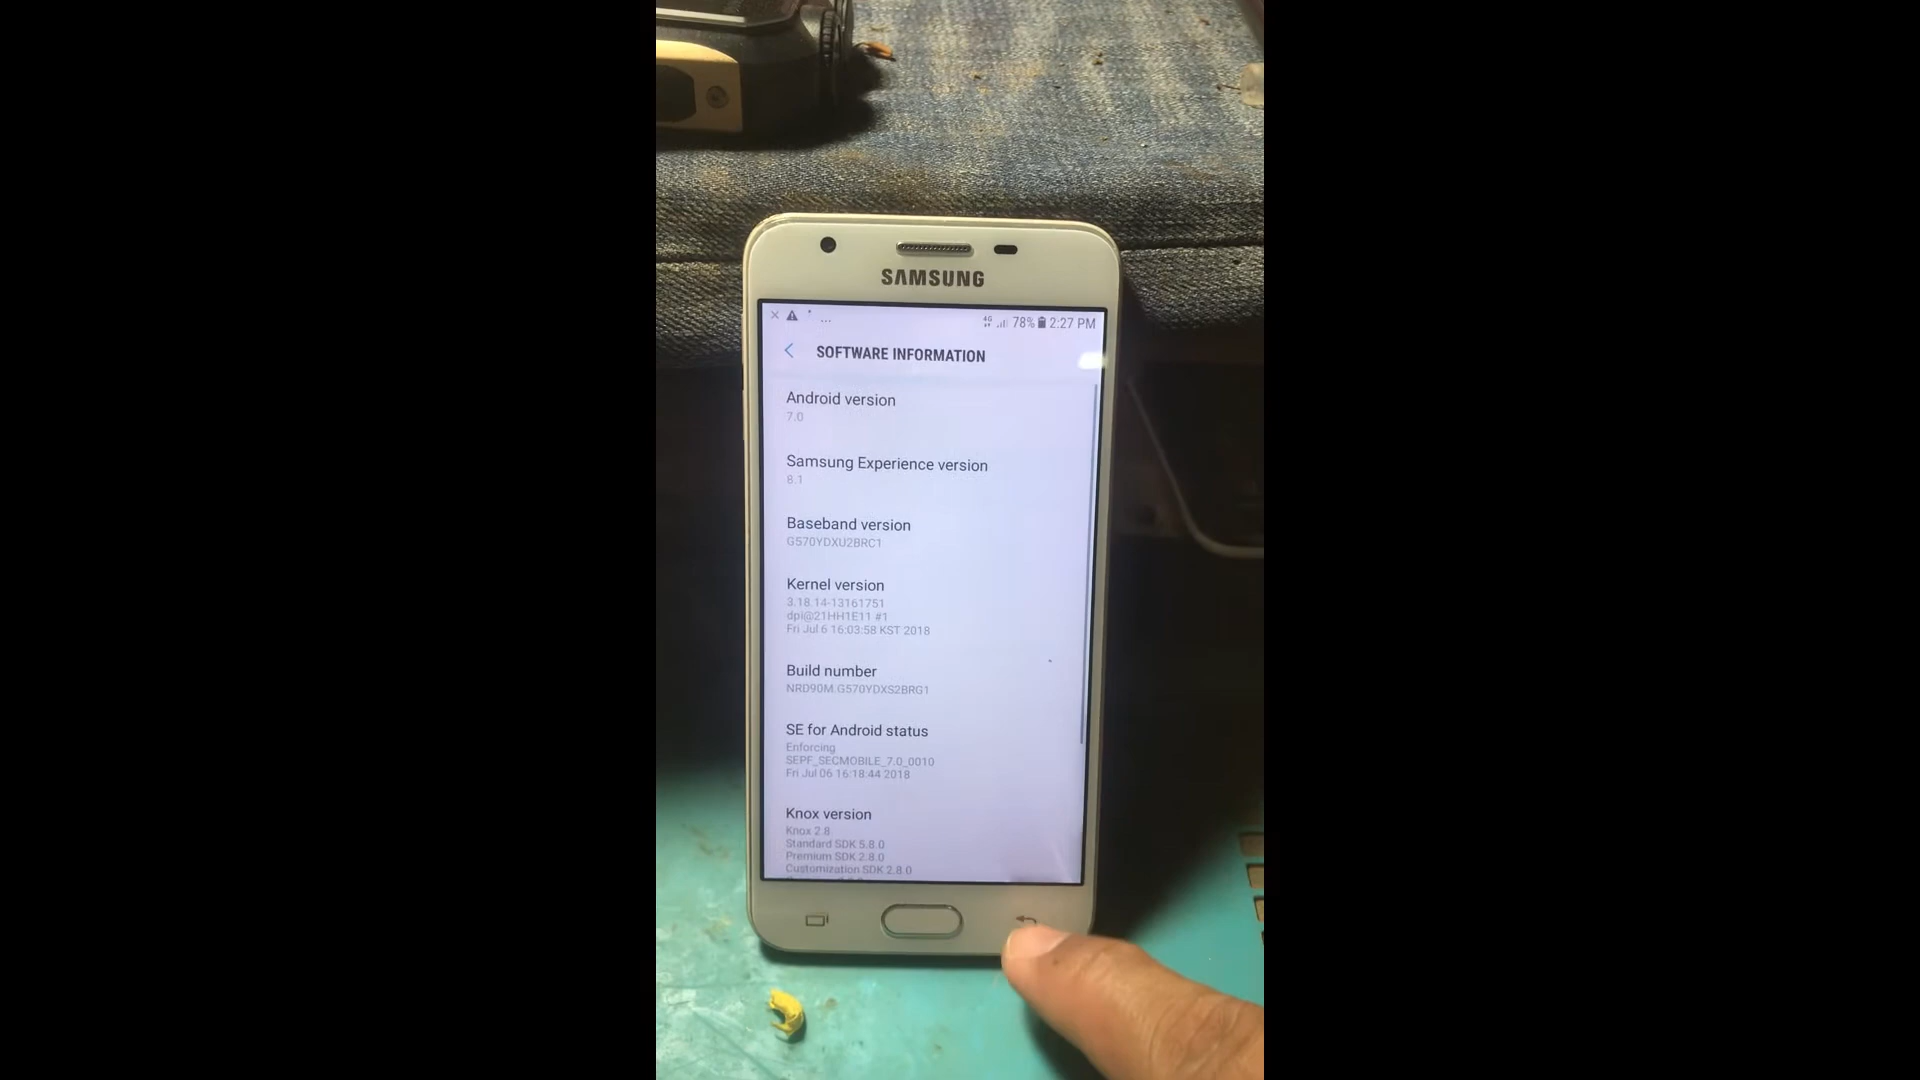 SAMSUNG
4G 78% 2:27 PM
SOFTWARE INFORMATION
Android version
7.0
Samsung Experience version
8.1
Baseband version
G570YDXU2BRC1
Kernel version
3.18.14-13161751
dpi@21HH1E11 #1
Fri Jul 6 16:03:58 KST 2018
Build number
NRD90M.G570YDXS2BRG1
SE for Android status
Enforcing
SEPF_SECMOBILE_7.0_0010
Fri Jul 06 16:18:44 2018
Knox version
Knox 2.8
Standard SDK 5.8.0
Premium SDK 2.8.0
Customization SDK 2.8.0